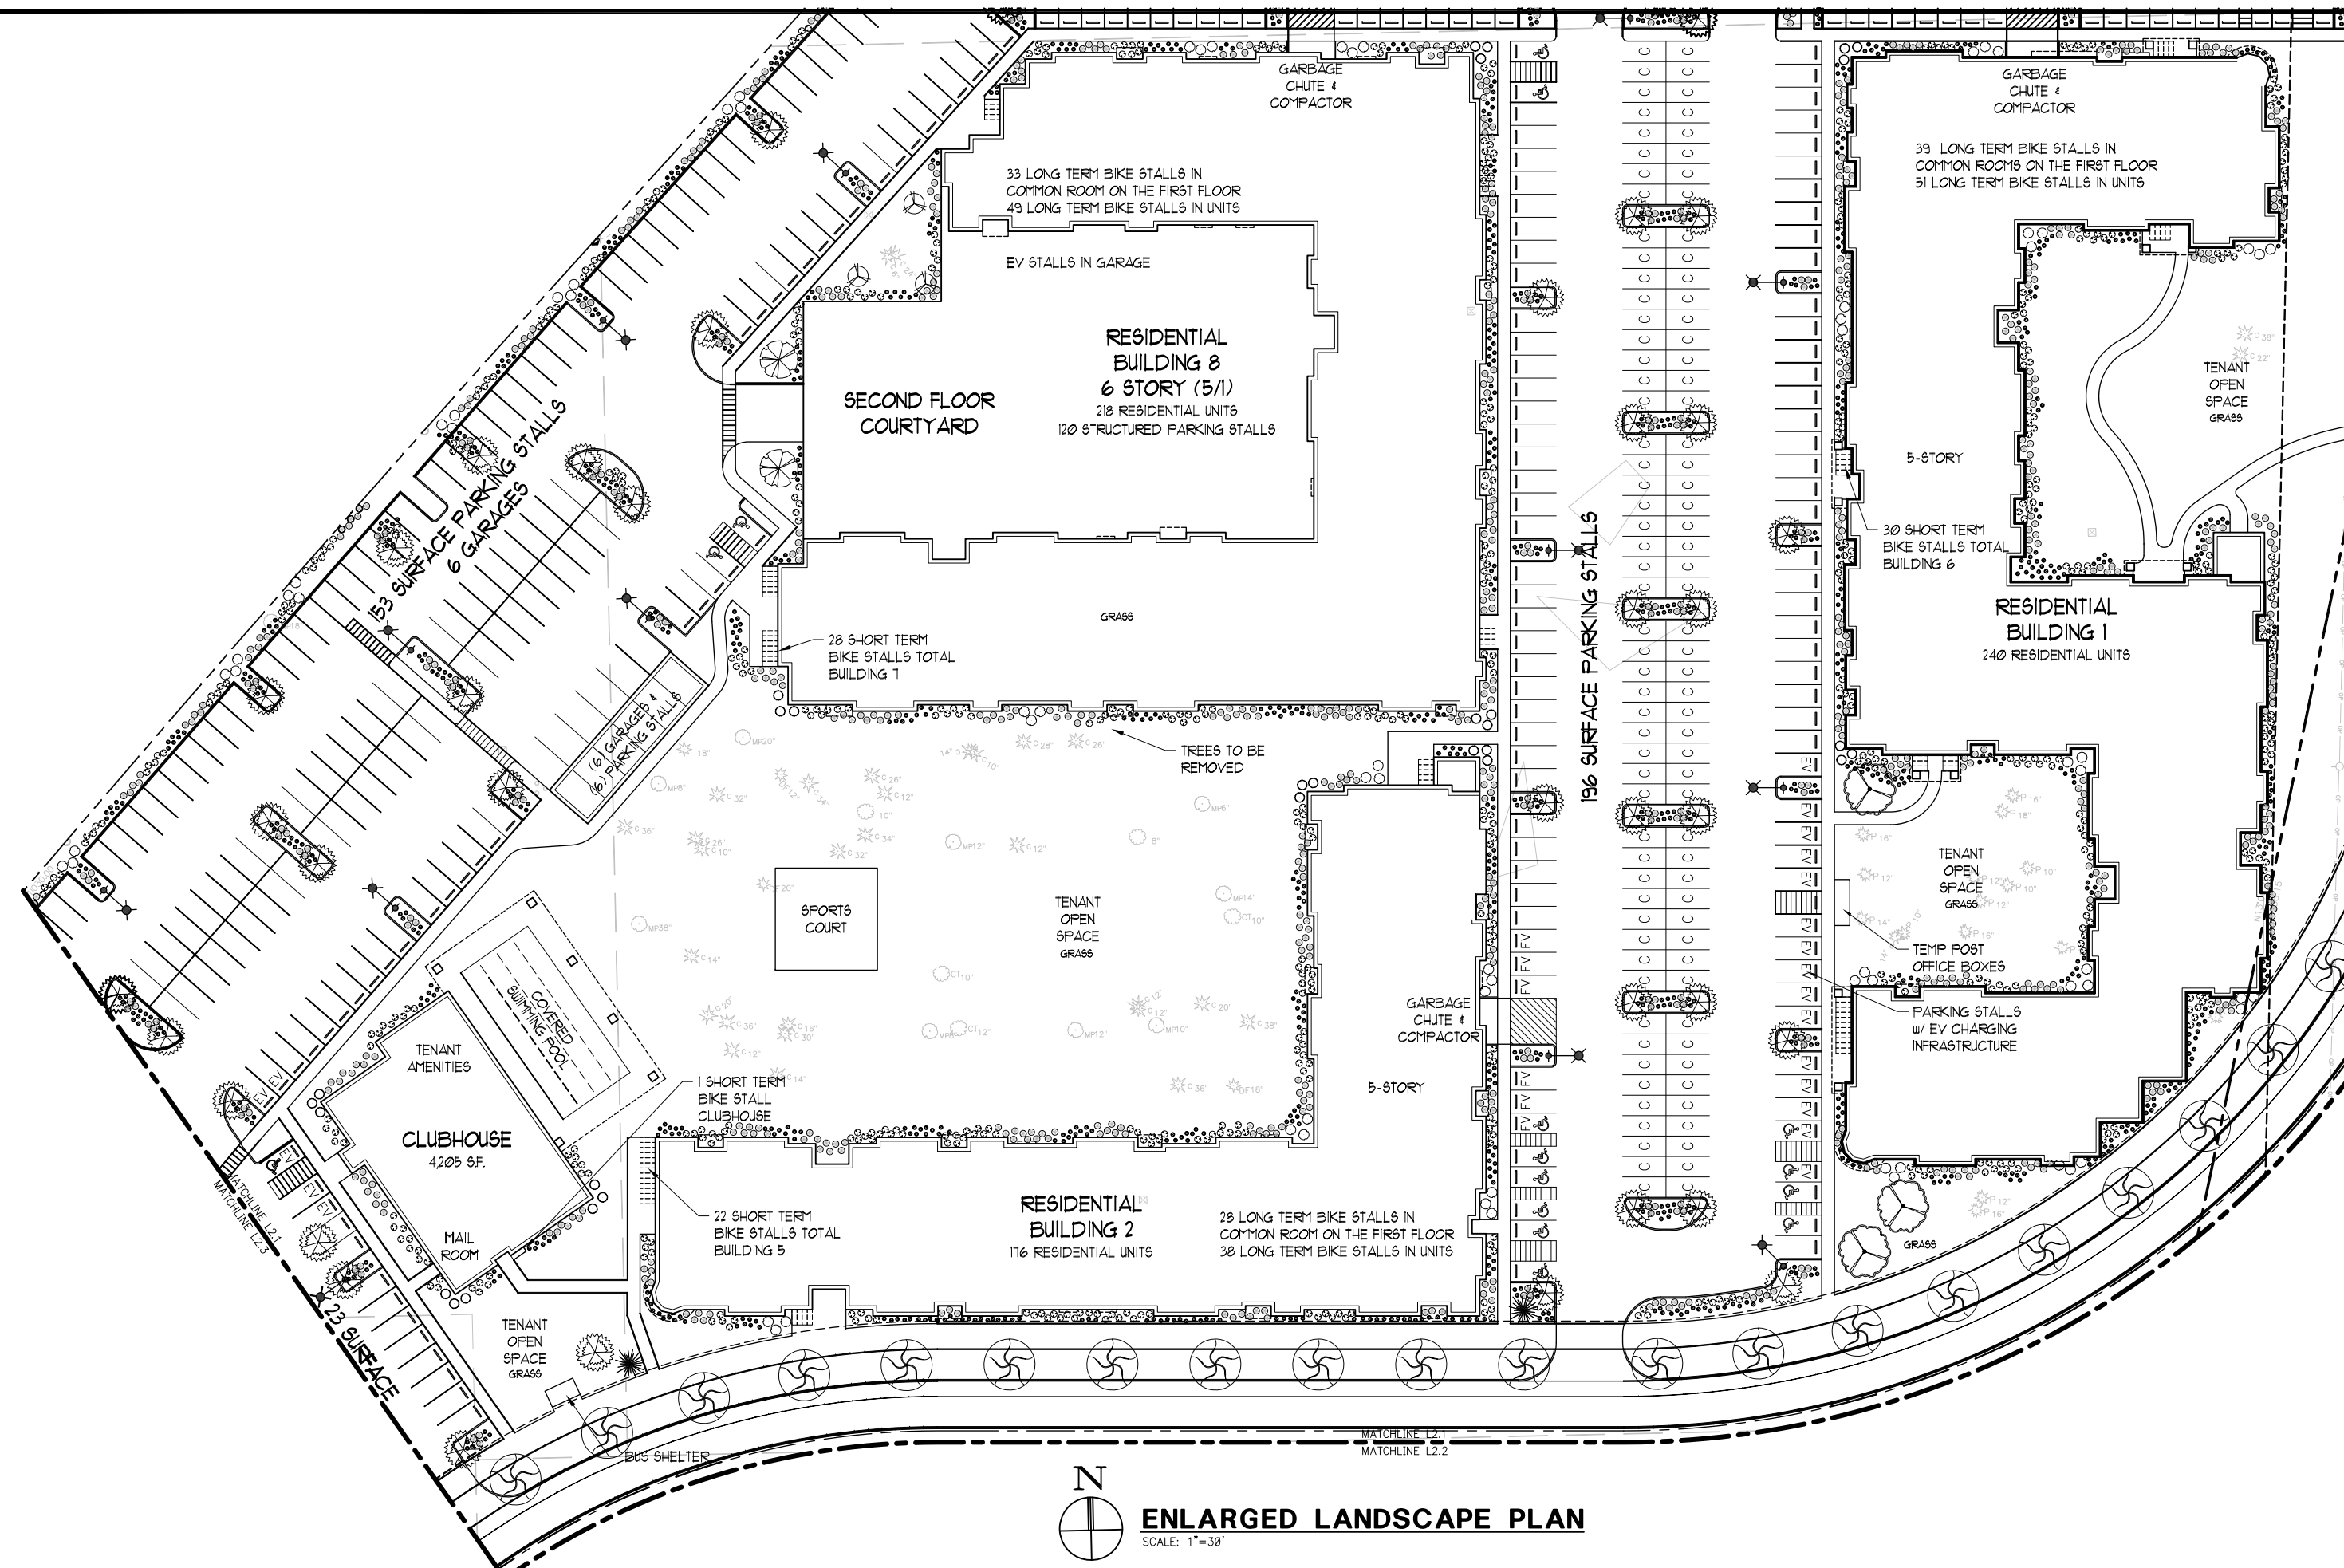 GARBAGE
CHUTE &
COMPACTOR
33 LONG TERM BIKE STALLS IN
COMMON ROOM ON THE FIRST FLOOR
49 LONG TERM BIKE STALLS IN UNITS
EV STALLS IN GARAGE
RESIDENTIAL
BUILDING 8
6 STORY (5/1)
218 RESIDENTIAL UNITS
120 STRUCTURED PARKING STALLS
SECOND FLOOR
COURTYARD
153 SURFACE PARKING STALLS
6 GARAGES
GRASS
28 SHORT TERM
BIKE STALLS TOTAL
BUILDING 7
(6) GARAGES &
(6) PARKING STALLS
TREES TO BE
REMOVED
196 SURFACE PARKING STALLS
GARBAGE
CHUTE &
COMPACTOR
39 LONG TERM BIKE STALLS IN
COMMON ROOMS ON THE FIRST FLOOR
51 LONG TERM BIKE STALLS IN UNITS
TENANT
OPEN
SPACE
GRASS
5-STORY
30 SHORT TERM
BIKE STALLS TOTAL
BUILDING 6
RESIDENTIAL
BUILDING 1
240 RESIDENTIAL UNITS
TENANT
OPEN
SPACE
GRASS
TEMP POST
OFFICE BOXES
PARKING STALLS
w/ EV CHARGING
INFRASTRUCTURE
GRASS
SPORTS
COURT
TENANT
OPEN
SPACE
GRASS
GARBAGE
CHUTE &
COMPACTOR
5-STORY
COVERED
SWIMMING POOL
TENANT
AMENITIES
1 SHORT TERM
BIKE STALL
CLUBHOUSE
CLUBHOUSE
4,205 S.F.
MAIL
ROOM
22 SHORT TERM
BIKE STALLS TOTAL
BUILDING 5
RESIDENTIAL
BUILDING 2
176 RESIDENTIAL UNITS
28 LONG TERM BIKE STALLS IN
COMMON ROOM ON THE FIRST FLOOR
38 LONG TERM BIKE STALLS IN UNITS
MATCHLINE L2.1
MATCHLINE L2.3
23 SURFACE
TENANT
OPEN
SPACE
GRASS
BUS SHELTER
MATCHLINE L2.1
MATCHLINE L2.2
N
ENLARGED LANDSCAPE PLAN
SCALE: 1"=30'